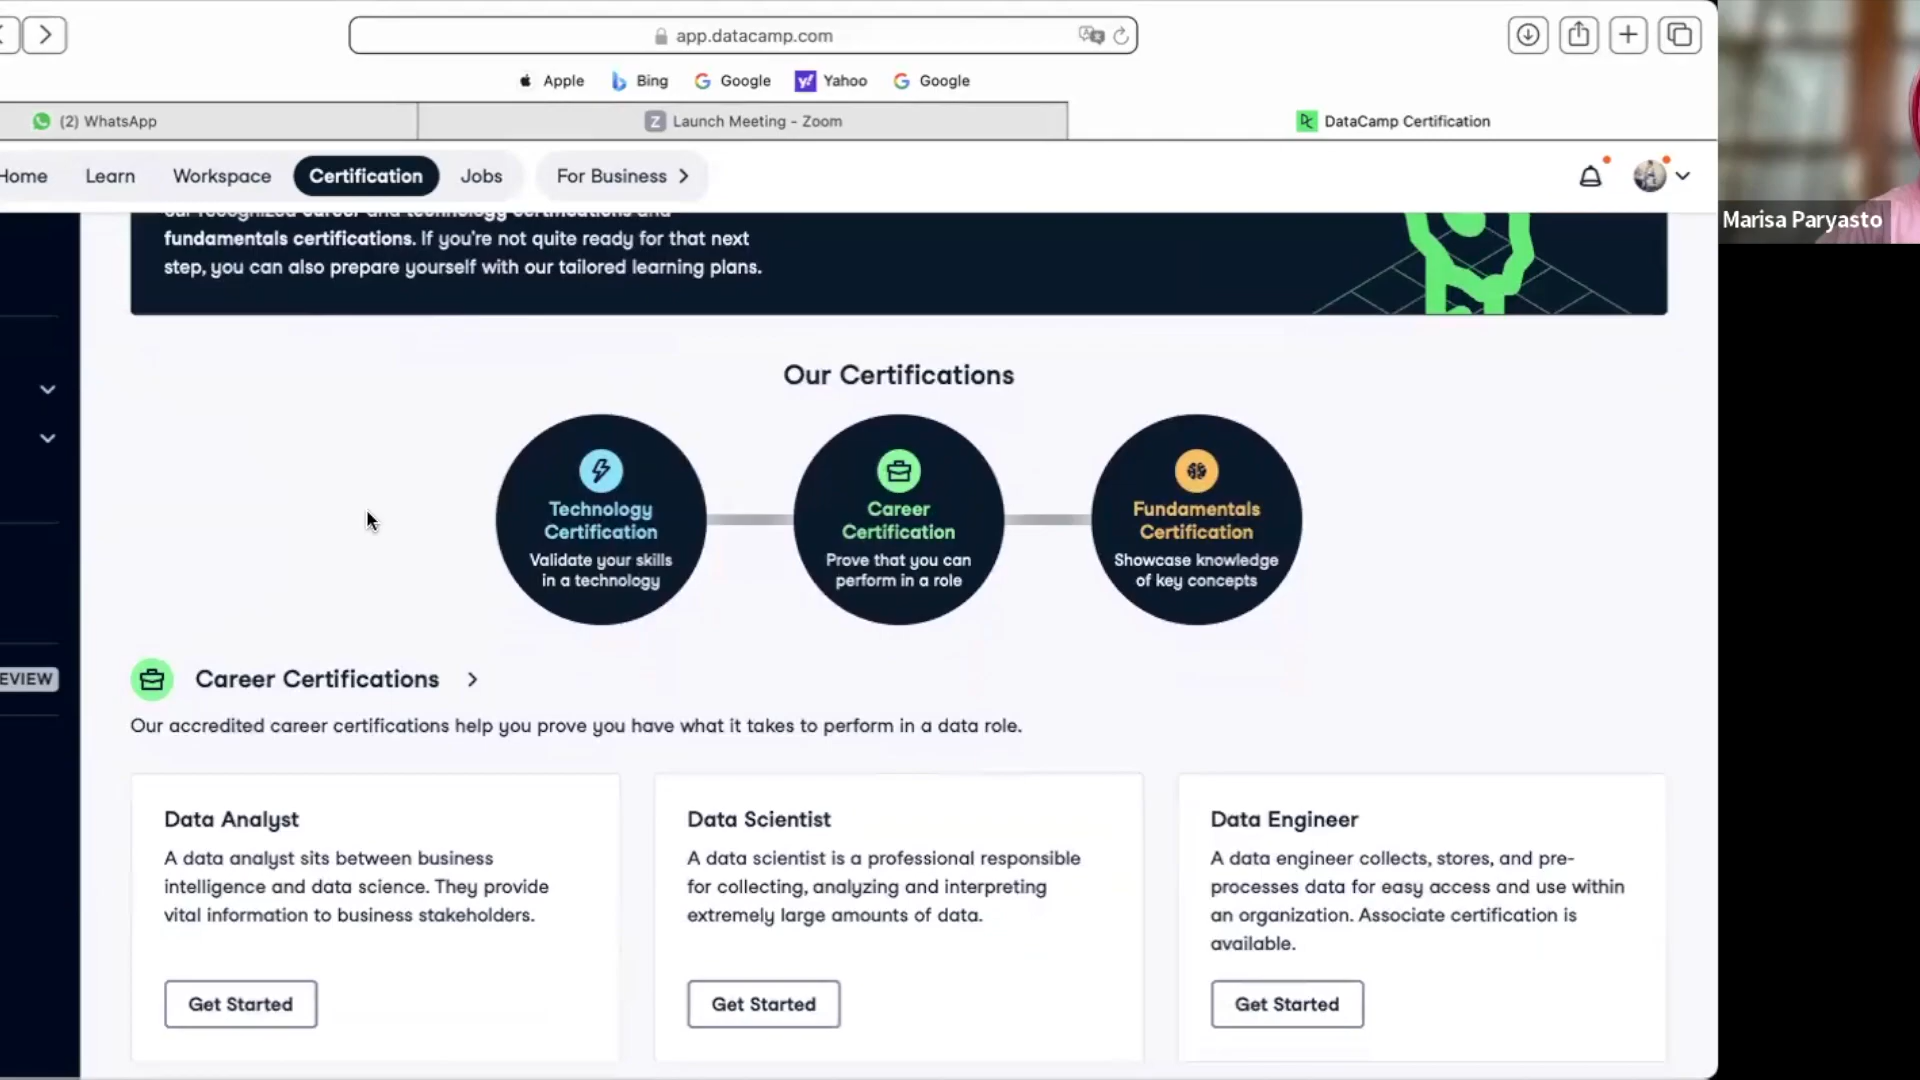 app.datacamp.com
Apple
Bing
Google
Yahoo
Google
(2) WhatsApp
Launch Meeting - Zoom
DataCamp Certification
Home
Learn
Workspace
Certification
Jobs
For Business
Marisa Paryasto
our recognized career and technology certifications and
fundamentals certifications. If you're not quite ready for that next
step, you can also prepare yourself with our tailored learning plans.
Our Certifications
Technology
Certification
Validate your skills
in a technology
Career
Certification
Prove that you can
perform in a role
Fundamentals
Certification
Showcase knowledge
of key concepts
EVIEW
Career Certifications
Our accredited career certifications help you prove you have what it takes to perform in a data role.
Data Analyst
A data analyst sits between business
intelligence and data science. They provide
vital information to business stakeholders.
Get Started
Data Scientist
A data scientist is a professional responsible
for collecting, analyzing and interpreting
extremely large amounts of data.
Get Started
Data Engineer
A data engineer collects, stores, and pre-
processes data for easy access and use within
an organization. Associate certification is
available.
Get Started